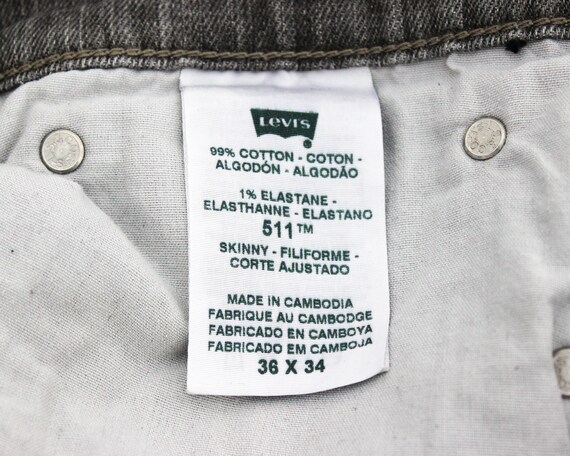 Levi's
99% COTTON - COTON -
ALGODÓN - ALGODÃO
1% ELASTANE -
ELASTHANNE - ELASTANO
511™
SKINNY - FILIFORME -
CORTE AJUSTADO
MADE IN CAMBODIA
FABRIQUE AU CAMBODGE
FABRICADO EN CAMBOYA
FABRICADO EM CAMBOJA
36 X 34